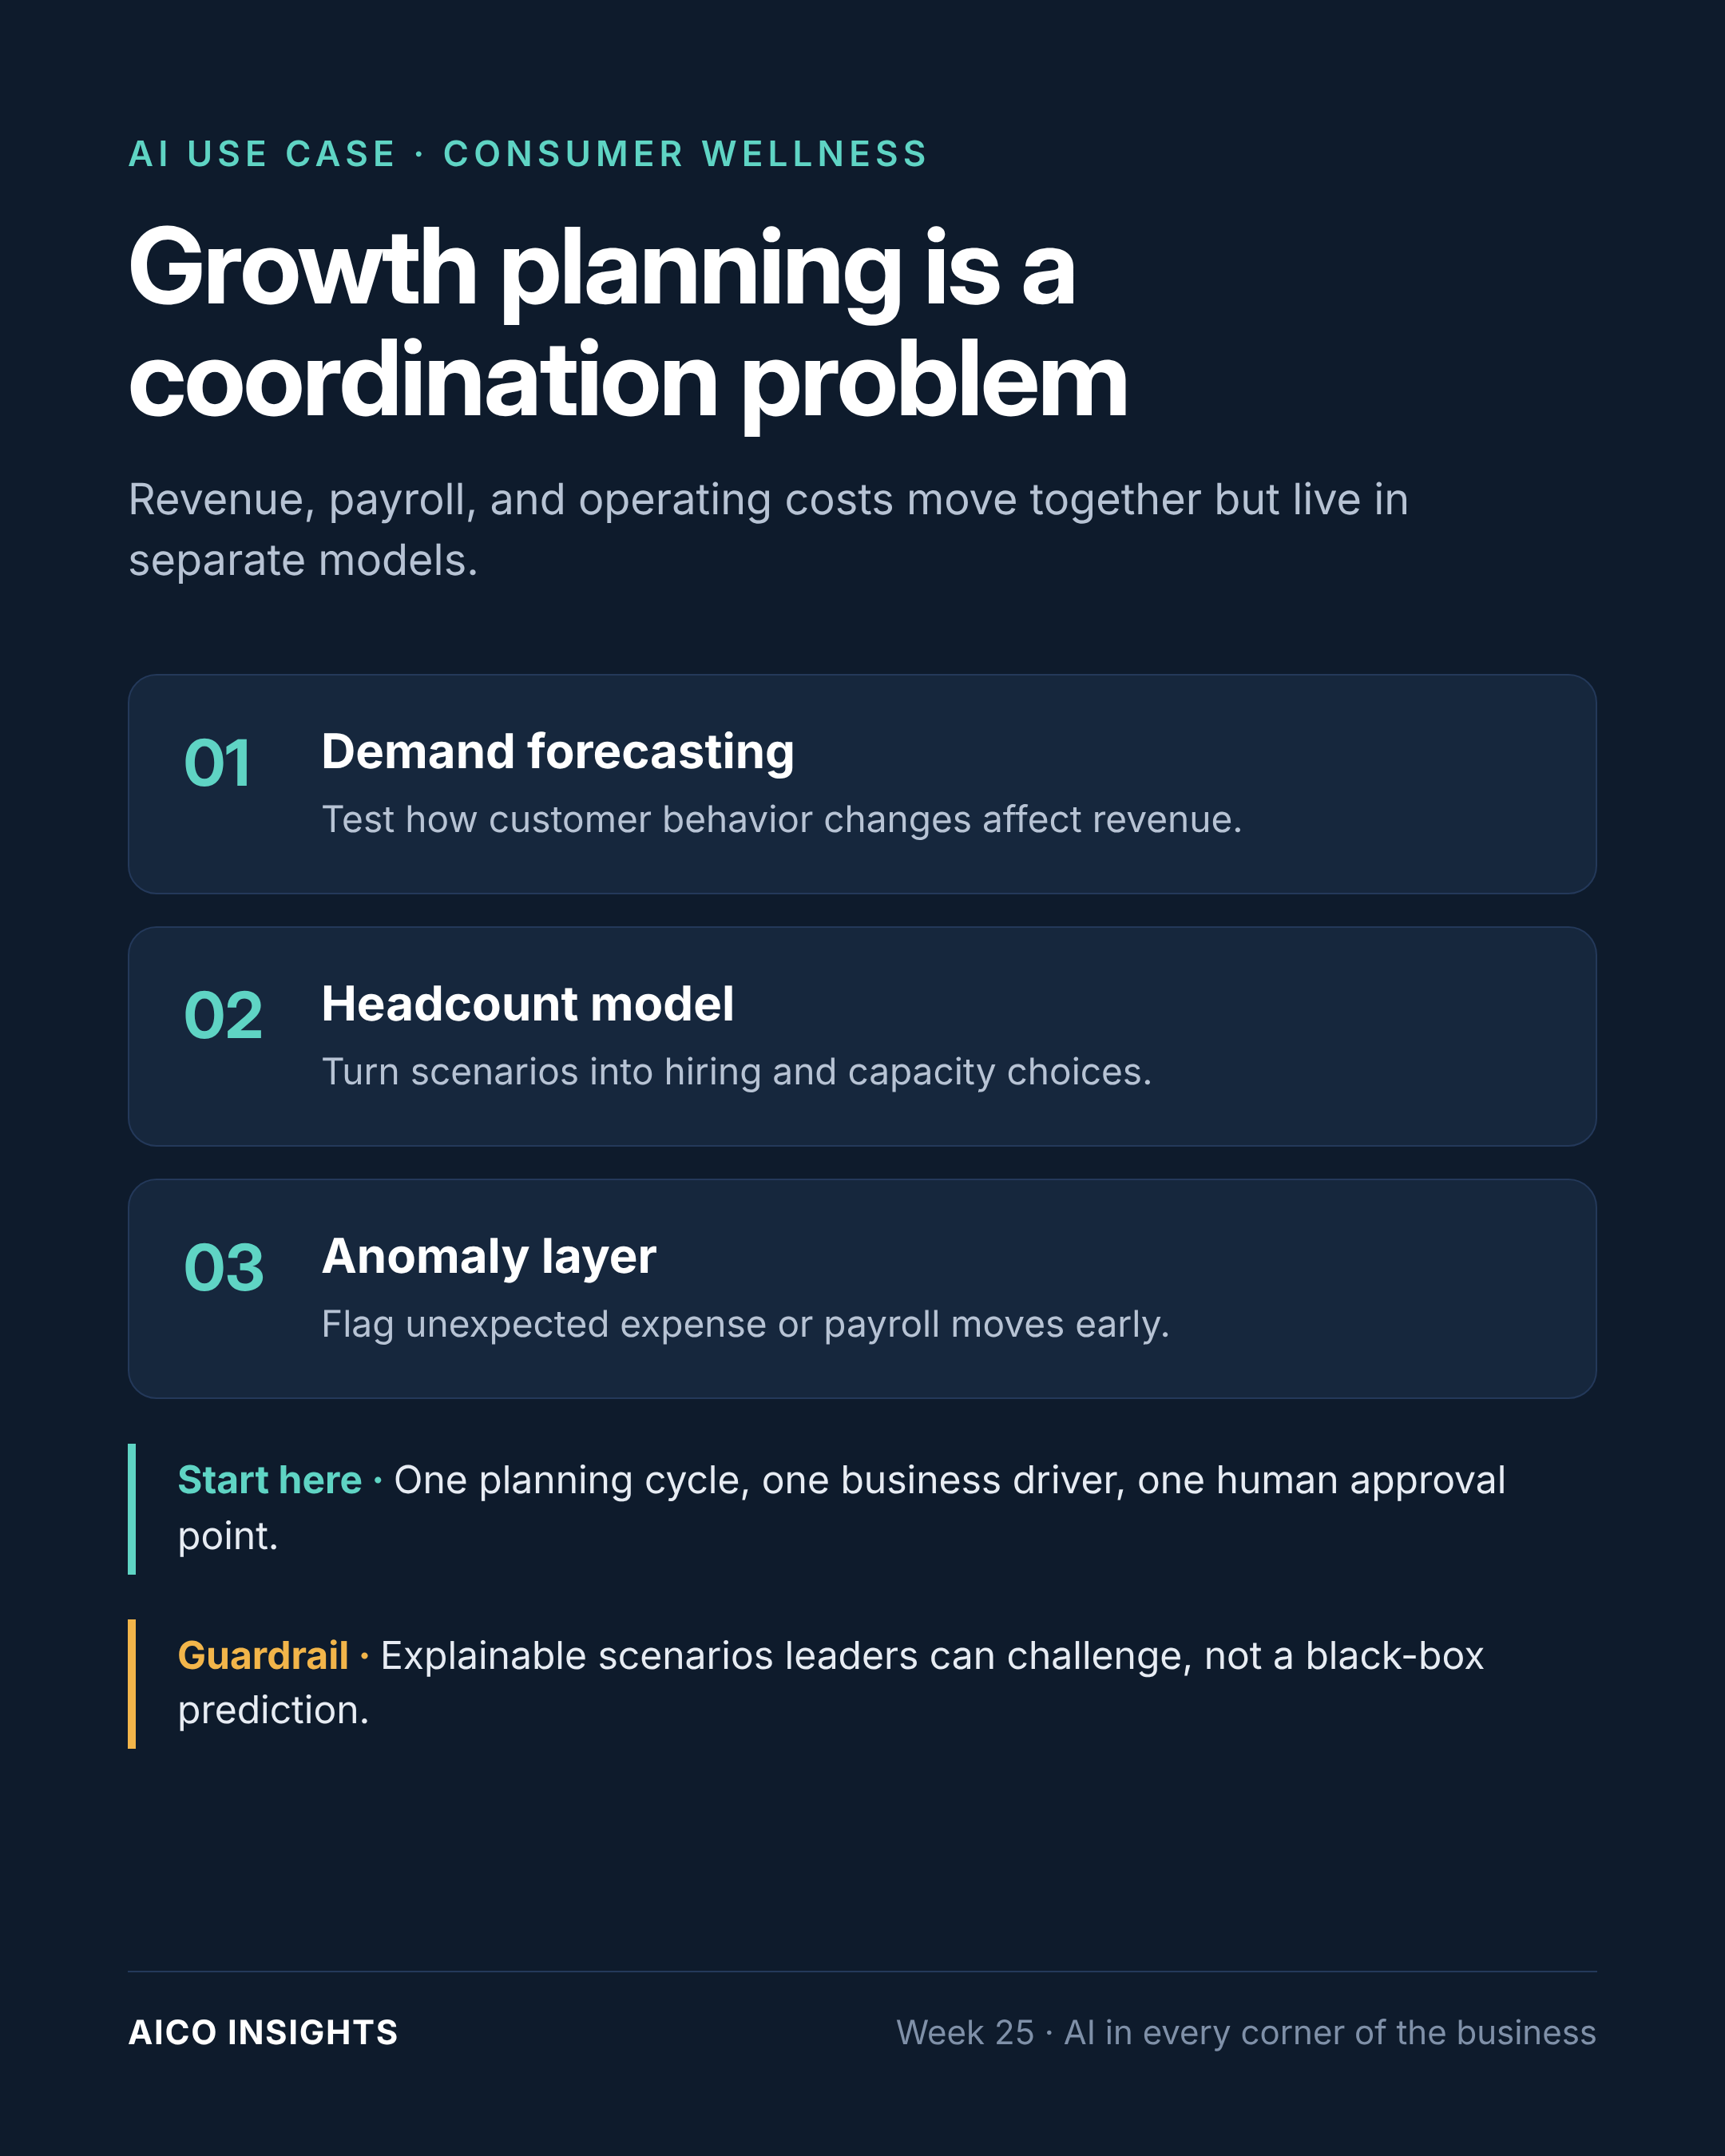 AI USE CASE · CONSUMER WELLNESS
Growth planning is a
coordination problem
Revenue, payroll, and operating costs move together but live in
separate models.
01
Demand forecasting
Test how customer behavior changes affect revenue.
02
Headcount model
Turn scenarios into hiring and capacity choices.
03
Anomaly layer
Flag unexpected expense or payroll moves early.
Start here · One planning cycle, one business driver, one human approval
point.
Guardrail · Explainable scenarios leaders can challenge, not a black-box
prediction.
AICO INSIGHTS
Week 25 · AI in every corner of the business